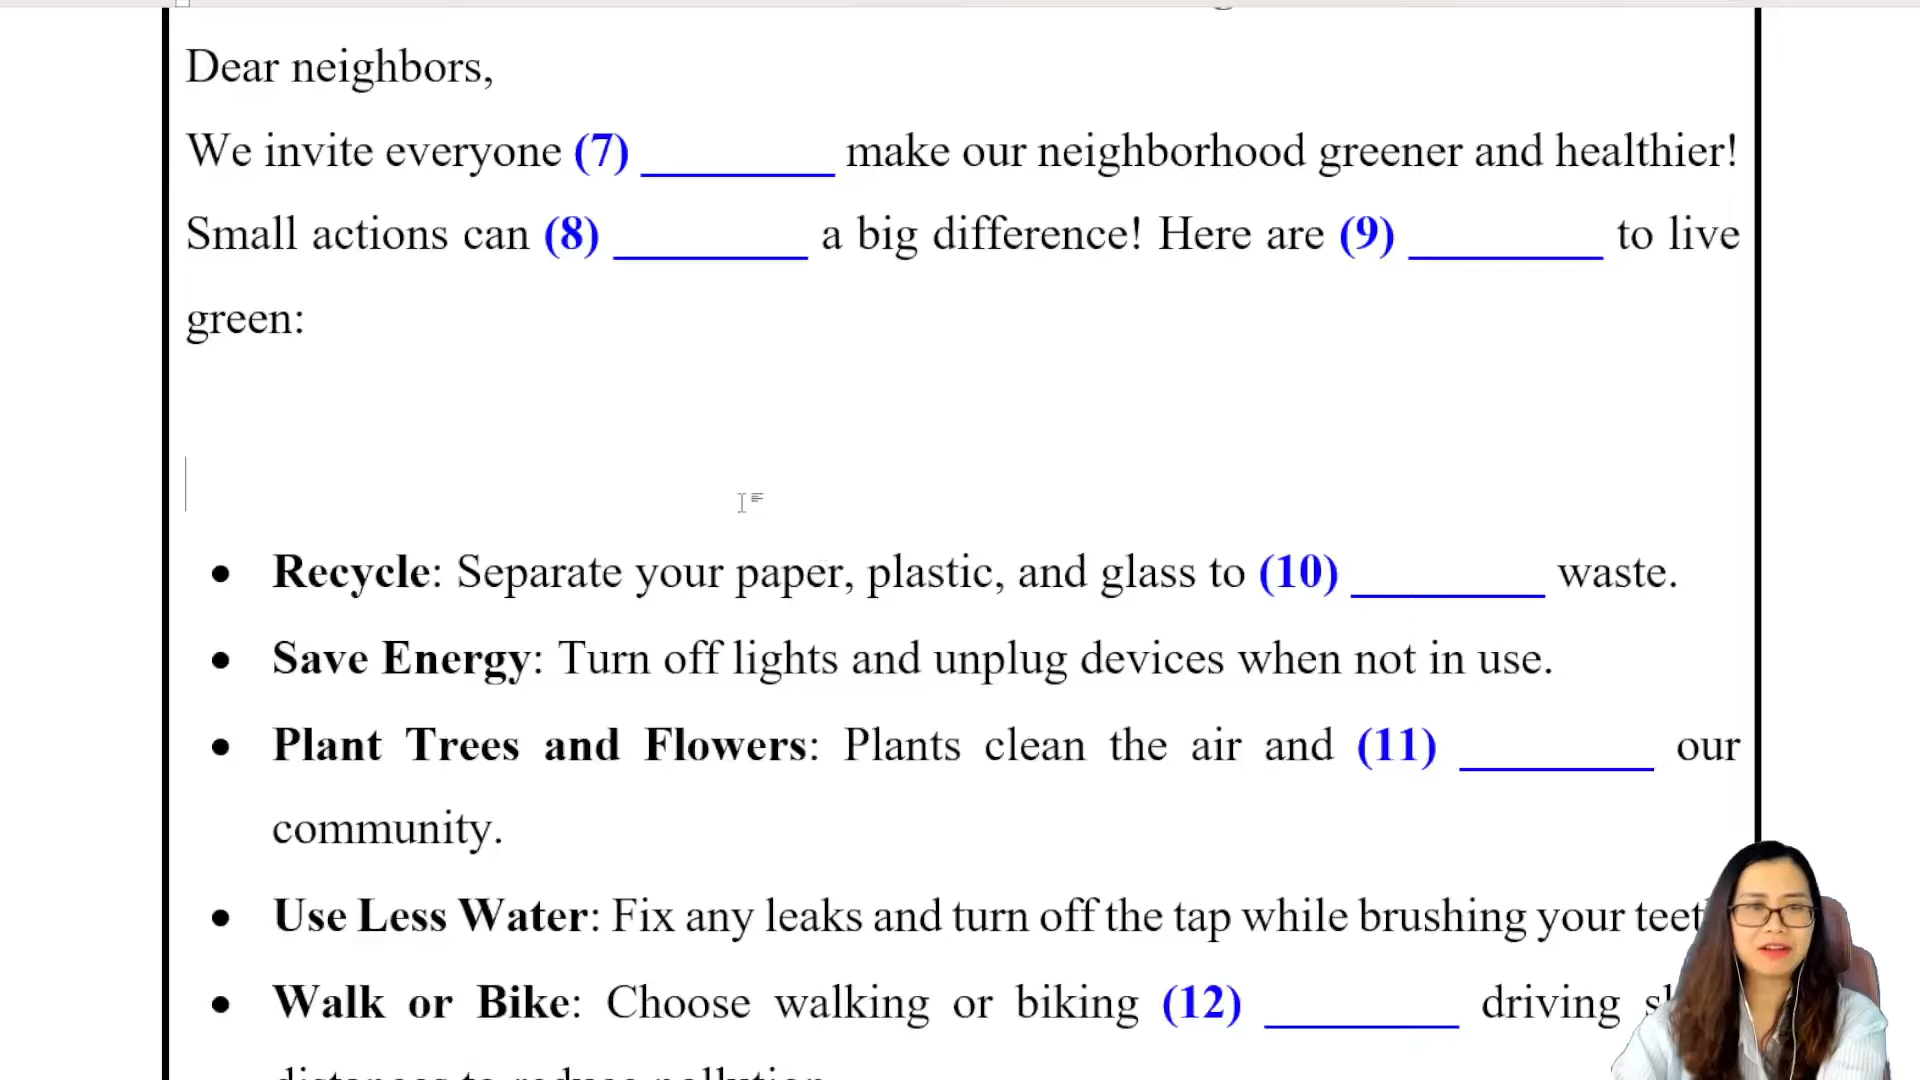 Dear neighbors,
We invite everyone (7) ________ make our neighborhood greener and healthier!
Small actions can (8) ________ a big difference! Here are (9) ________ to live
green:
• Recycle: Separate your paper, plastic, and glass to (10) ________ waste.
• Save Energy: Turn off lights and unplug devices when not in use.
• Plant Trees and Flowers: Plants clean the air and (11) ________ our
community.
• Use Less Water: Fix any leaks and turn off the tap while brushing your
• Walk or Bike: Choose walking or biking (12) ________ driving
distances to reduce pollution